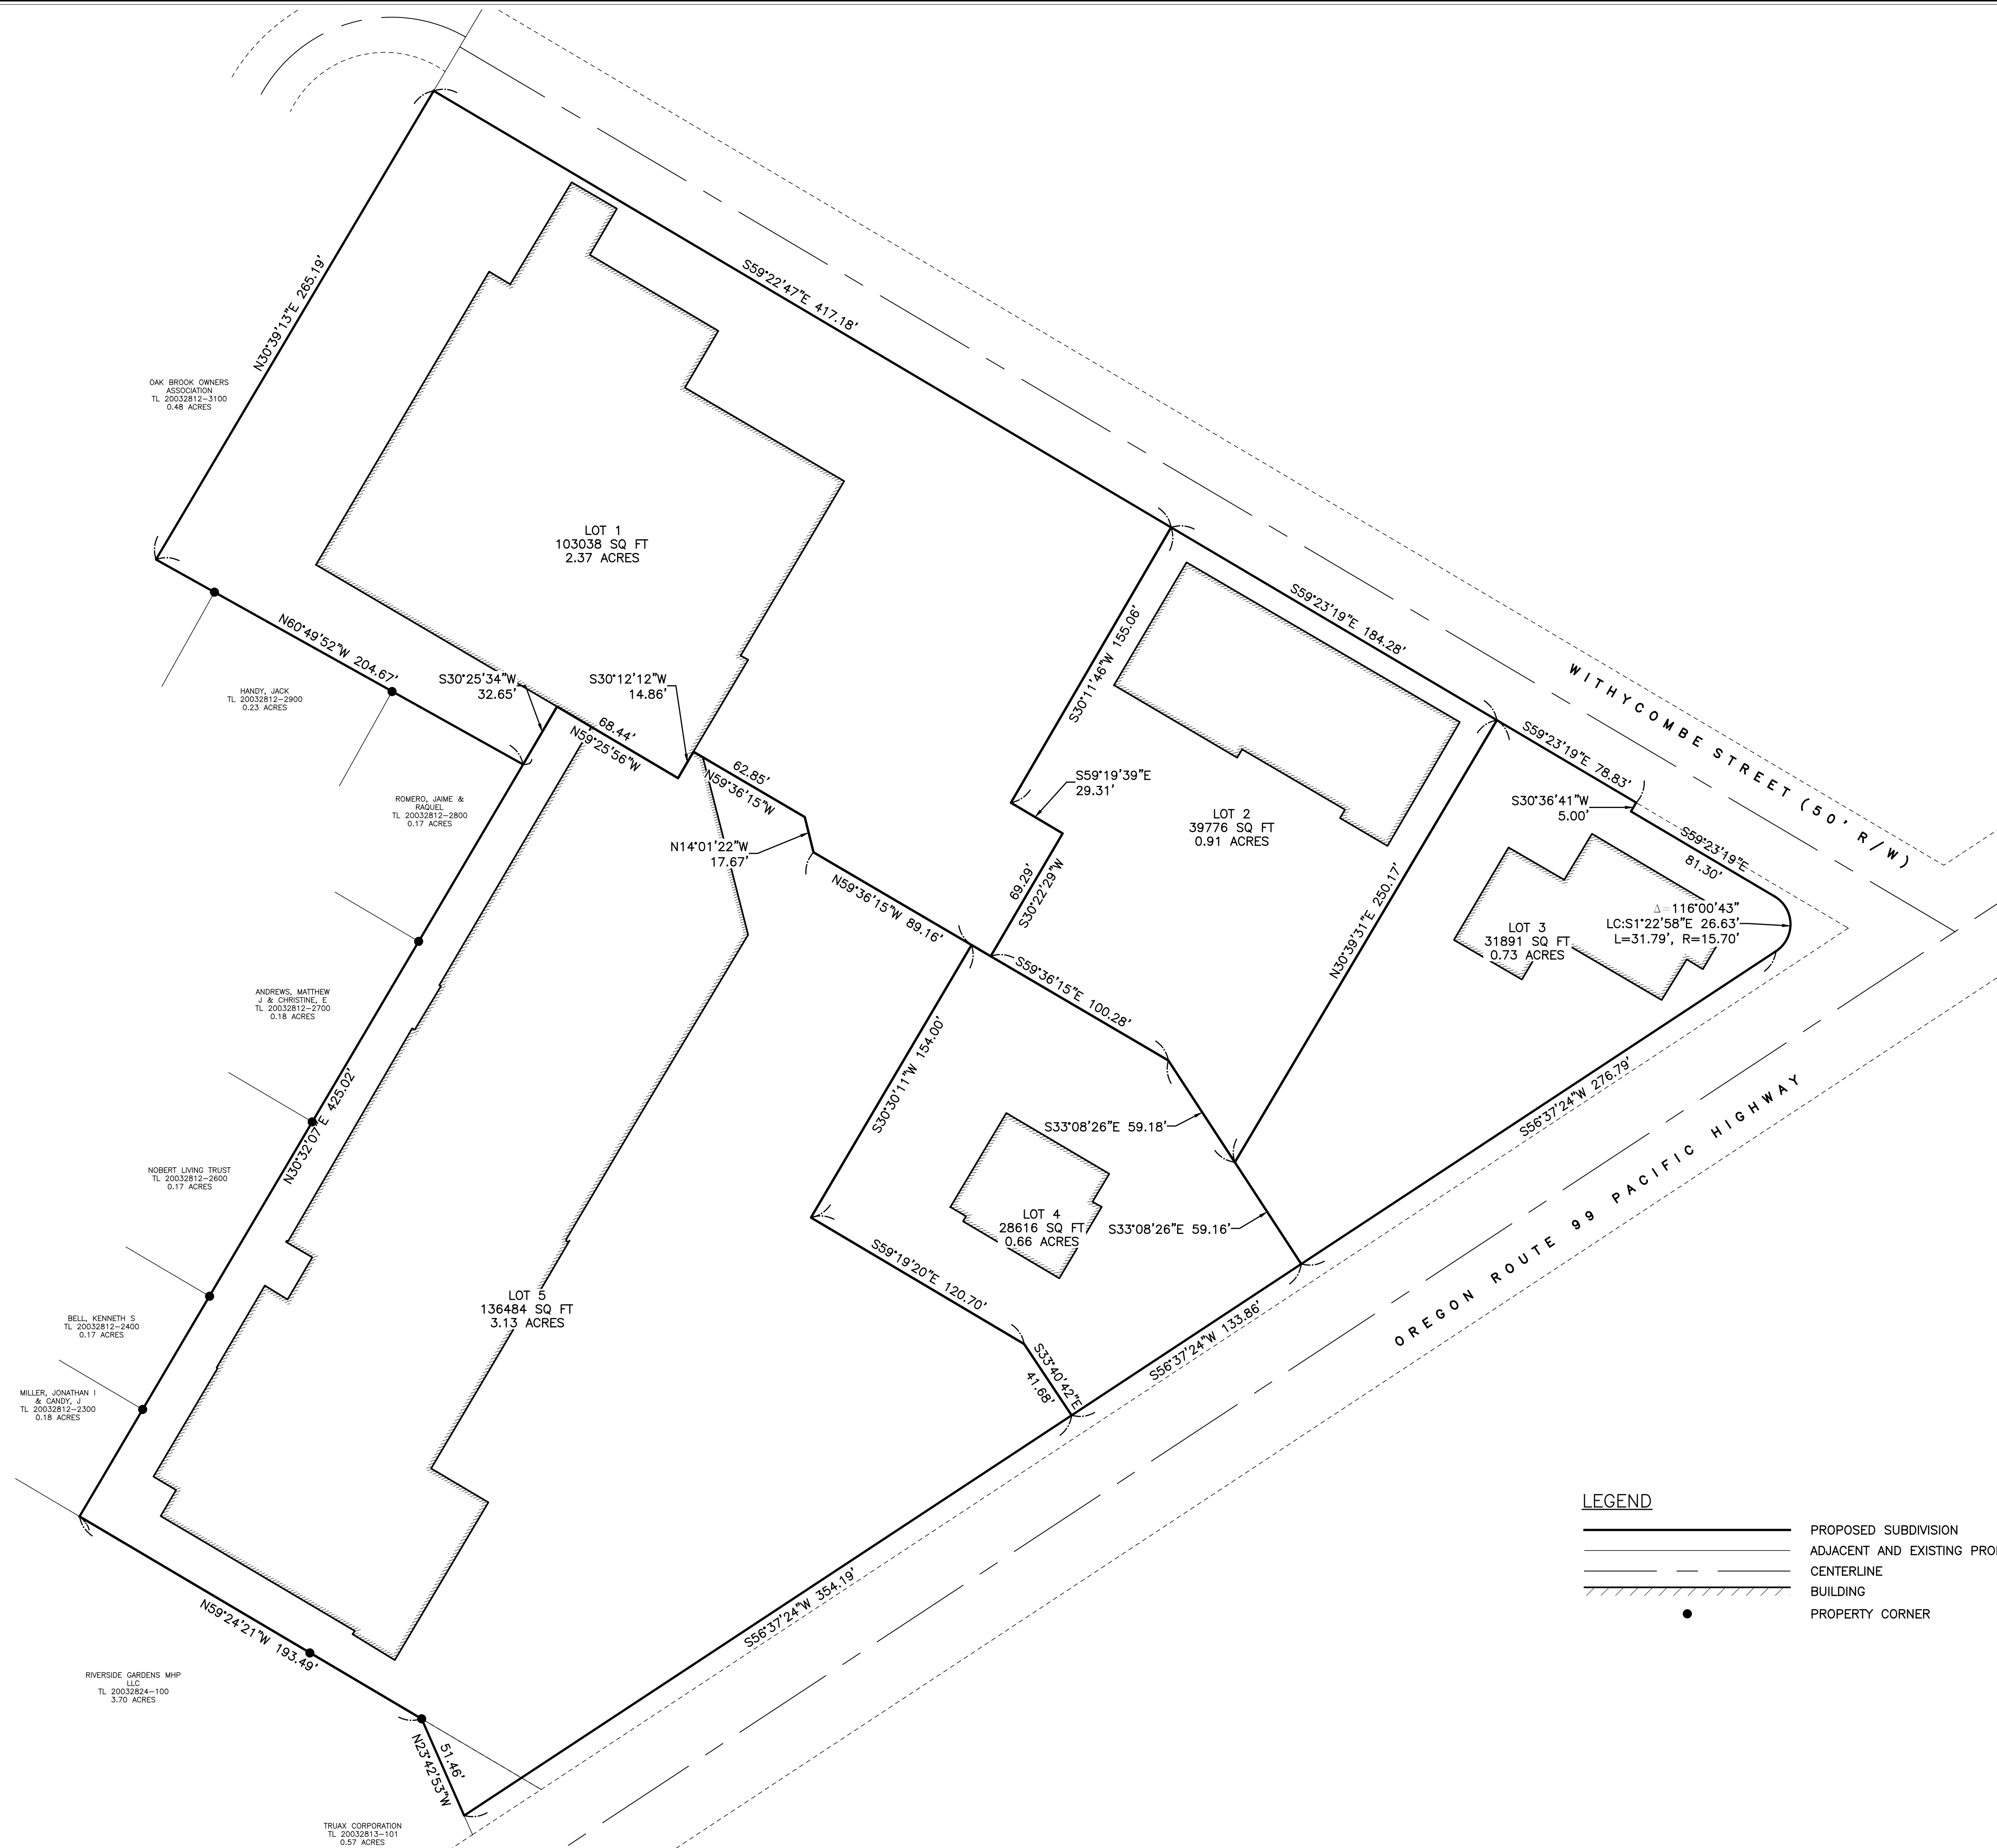 N30°39'13"E 265.19'
S59°22'47"E 417.18'
OAK BROOK OWNERS
ASSOCIATION
TL 20032812-3100
0.48 ACRES
LOT 1
103038 SQ FT
2.37 ACRES
N60°49'52"W 204.67'
HANDY, JACK
TL 20032812-2900
0.23 ACRES
S30°25'34"W
32.65'
S30°12'12"W
14.86'
68.44'
N59°25'56"W
62.85'
N59°36'15"W
N14°01'22"W
17.67'
N59°36'15"W 89.16'
S30°11'46"W 155.06'
S59°19'39"E
29.31'
69.29'
S30°22'29"W
S59°23'19"E 184.28'
LOT 2
39776 SQ FT
0.91 ACRES
N30°39'31"E 250.17'
WITHYCOMBE STREET (50' R/W)
S59°23'19"E 78.83'
S30°36'41"W
5.00'
S59°23'19"E
81.30'
Δ=116°00'43"
LC:S1°22'58"E 26.63'
L=31.79', R=15.70'
LOT 3
31891 SQ FT
0.73 ACRES
ROMERO, JAIME &
RAQUEL
TL 20032812-2800
0.17 ACRES
ANDREWS, MATTHEW
J & CHRISTINE, E
TL 20032812-2700
0.18 ACRES
S59°36'15"E 100.28'
S30°30'11"W 154.00'
S33°08'26"E 59.18'
S33°08'26"E 59.16'
S56°37'24"W 276.79'
OREGON ROUTE 99 PACIFIC HIGHWAY
N30°32'07"E 425.02'
NOBERT LIVING TRUST
TL 20032812-2600
0.17 ACRES
LOT 4
28616 SQ FT
0.66 ACRES
S59°19'20"E 120.70'
S33°40'42"E
41.68'
S56°37'24"W 133.86'
LOT 5
136484 SQ FT
3.13 ACRES
BELL, KENNETH S
TL 20032812-2400
0.17 ACRES
MILLER, JONATHAN I
& CANDY, J
TL 20032812-2300
0.18 ACRES
S56°37'24"W 354.19'
N59°24'21"W 193.49'
RIVERSIDE GARDENS MHP
LLC
TL 20032824-100
3.70 ACRES
51.46'
N23°42'53"W
TRUAX CORPORATION
TL 20032813-101
0.57 ACRES
LEGEND
PROPOSED SUBDIVISION
ADJACENT AND EXISTING
CENTERLINE
BUILDING
PROPERTY CORNER